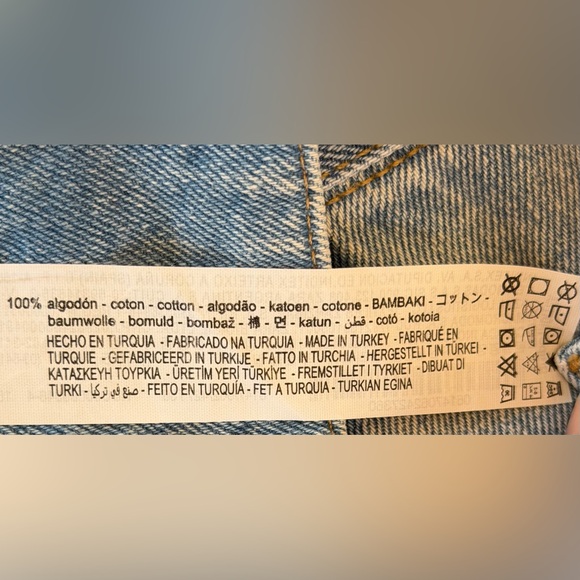 100% algodón - coton - cotton - algodão - katoen - cotone - BAMBAKI - コットン -
baumwolle - bomuld - bombaž - 棉 - 면 - katun - قطن - cotó - kotoia
HECHO EN TURQUIA - FABRICADO NA TURQUIA - MADE IN TURKEY - FABRIQUÉ EN
TURQUIE - GEFABRICEERD IN TURKIJE - FATTO IN TURCHIA - HERGESTELLT IN TÜRKEI -
ΚΑΤΑΣΚΕΥΗ ΤΟΥΡΚΙΑ - ÜRETİM YERİ TÜRKİYE - FREMSTILLET I TYRKIET - DIBUAT DI
TURKI - صنع في تركيا - FEITO EN TURQUÍA - FET A TURQUIA - TURKIAN EGINA